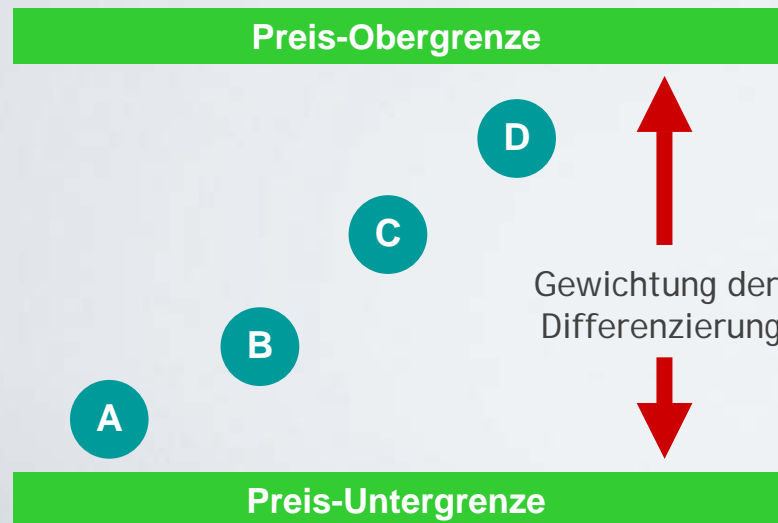 Preis-Obergrenze
D
C
Gewichtung der
Differenzierung
B
A
Preis-Untergrenze